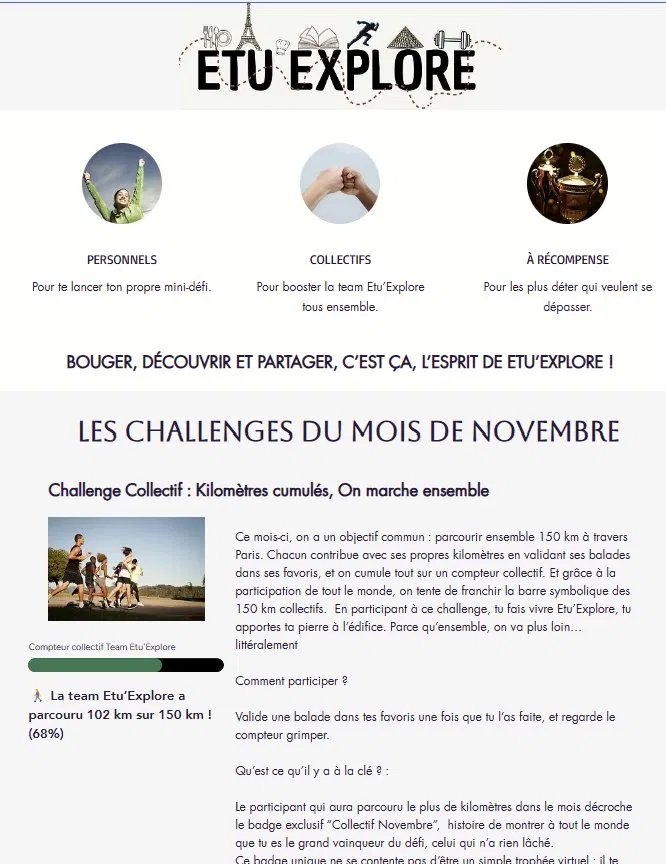 ETU EXPLORE
PERSONNELS
Pour te lancer ton propre mini-défi.
COLLECTIFS
Pour booster la team Etu’Explore
tous ensemble.
À RÉCOMPENSE
Pour les plus déter qui veulent se
dépasser.
BOUGER, DÉCOUVRIR ET PARTAGER, C’EST ÇA, L’ESPRIT DE ETU’EXPLORE !
LES CHALLENGES DU MOIS DE NOVEMBRE
Challenge Collectif : Kilomètres cumulés, On marche ensemble
Compteur collectif Team Etu’Explore
🚶 La team Etu’Explore a
parcouru 102 km sur 150 km !
(68%)
Ce mois-ci, on a un objectif commun : parcourir ensemble 150 km à travers
Paris. Chacun contribue avec ses propres kilomètres en validant ses balades
dans ses favoris, et on cumule tout sur un compteur collectif. Et grâce à la
participation de tout le monde, on tente de franchir la barre symbolique des
150 km collectifs.  En participant à ce challenge, tu fais vivre Etu’Explore, tu
apportes ta pierre à l’édifice. Parce qu’ensemble, on va plus loin…
littéralement
Comment participer ?
Valide une balade dans tes favoris une fois que tu l’as faite, et regarde le
compteur grimper.
Qu’est ce qu’il y a à la clé ? :
Le participant qui aura parcouru le plus de kilomètres dans le mois décroche
le badge exclusif “Collectif Novembre”,  histoire de montrer à tout le monde
que tu es le grand vainqueur du défi, celui qui n’a rien lâché.
Ce badge unique ne se contente pas d’être un simple trophée virtuel : il te